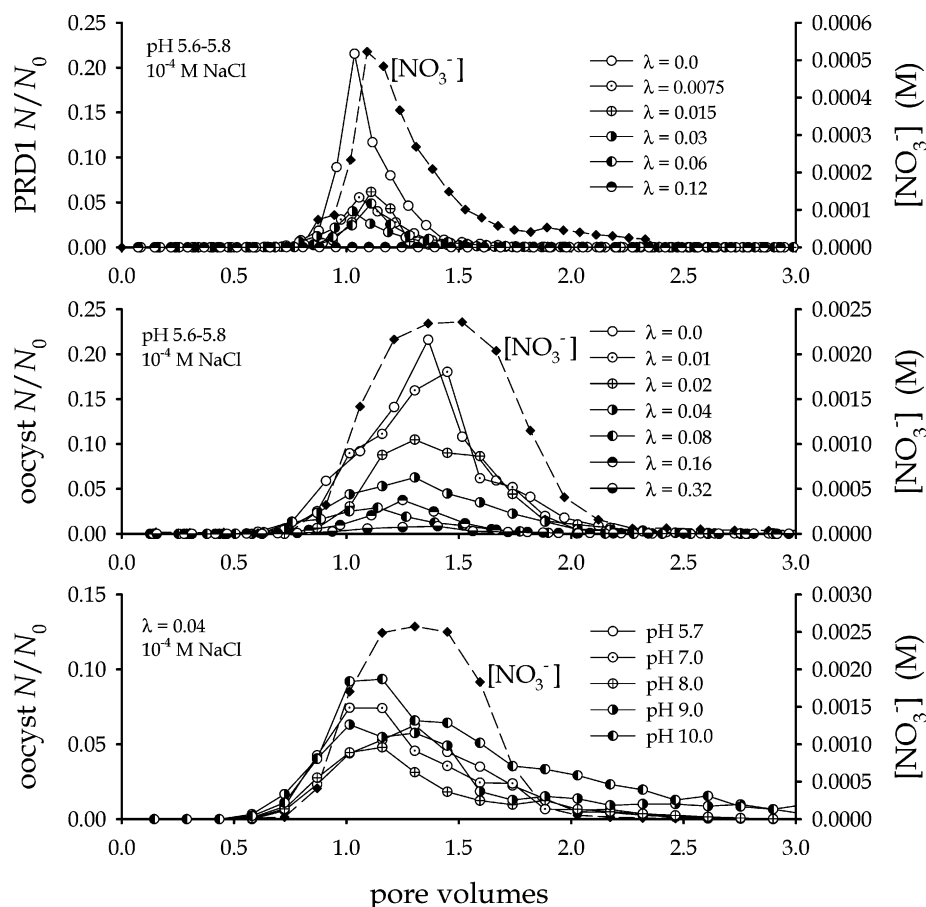 0.25
0.20
0.15
0.10
0.05
0.00
PRD1 N/N₀
pH 5.6-5.8
10⁻⁴ M NaCl
[NO₃⁻]
λ = 0.0
λ = 0.0075
λ = 0.015
λ = 0.03
λ = 0.06
λ = 0.12
0.0006
0.0005
0.0004
0.0003
0.0002
0.0001
0.0000
[NO₃⁻] (M)
0.0 0.5 1.0 1.5 2.0 2.5 3.0
0.25
0.20
0.15
0.10
0.05
0.00
oocyst N/N₀
pH 5.6-5.8
10⁻⁴ M NaCl
[NO₃⁻]
λ = 0.0
λ = 0.01
λ = 0.02
λ = 0.04
λ = 0.08
λ = 0.16
λ = 0.32
0.0025
0.0020
0.0015
0.0010
0.0005
0.0000
[NO₃⁻] (M)
0.0 0.5 1.0 1.5 2.0 2.5 3.0
0.15
0.10
0.05
0.00
oocyst N/N₀
λ = 0.04
10⁻⁴ M NaCl
[NO₃⁻]
pH 5.7
pH 7.0
pH 8.0
pH 9.0
pH 10.0
0.0030
0.0025
0.0020
0.0015
0.0010
0.0005
0.0000
[NO₃⁻] (M)
0.0 0.5 1.0 1.5 2.0 2.5 3.0
pore volumes